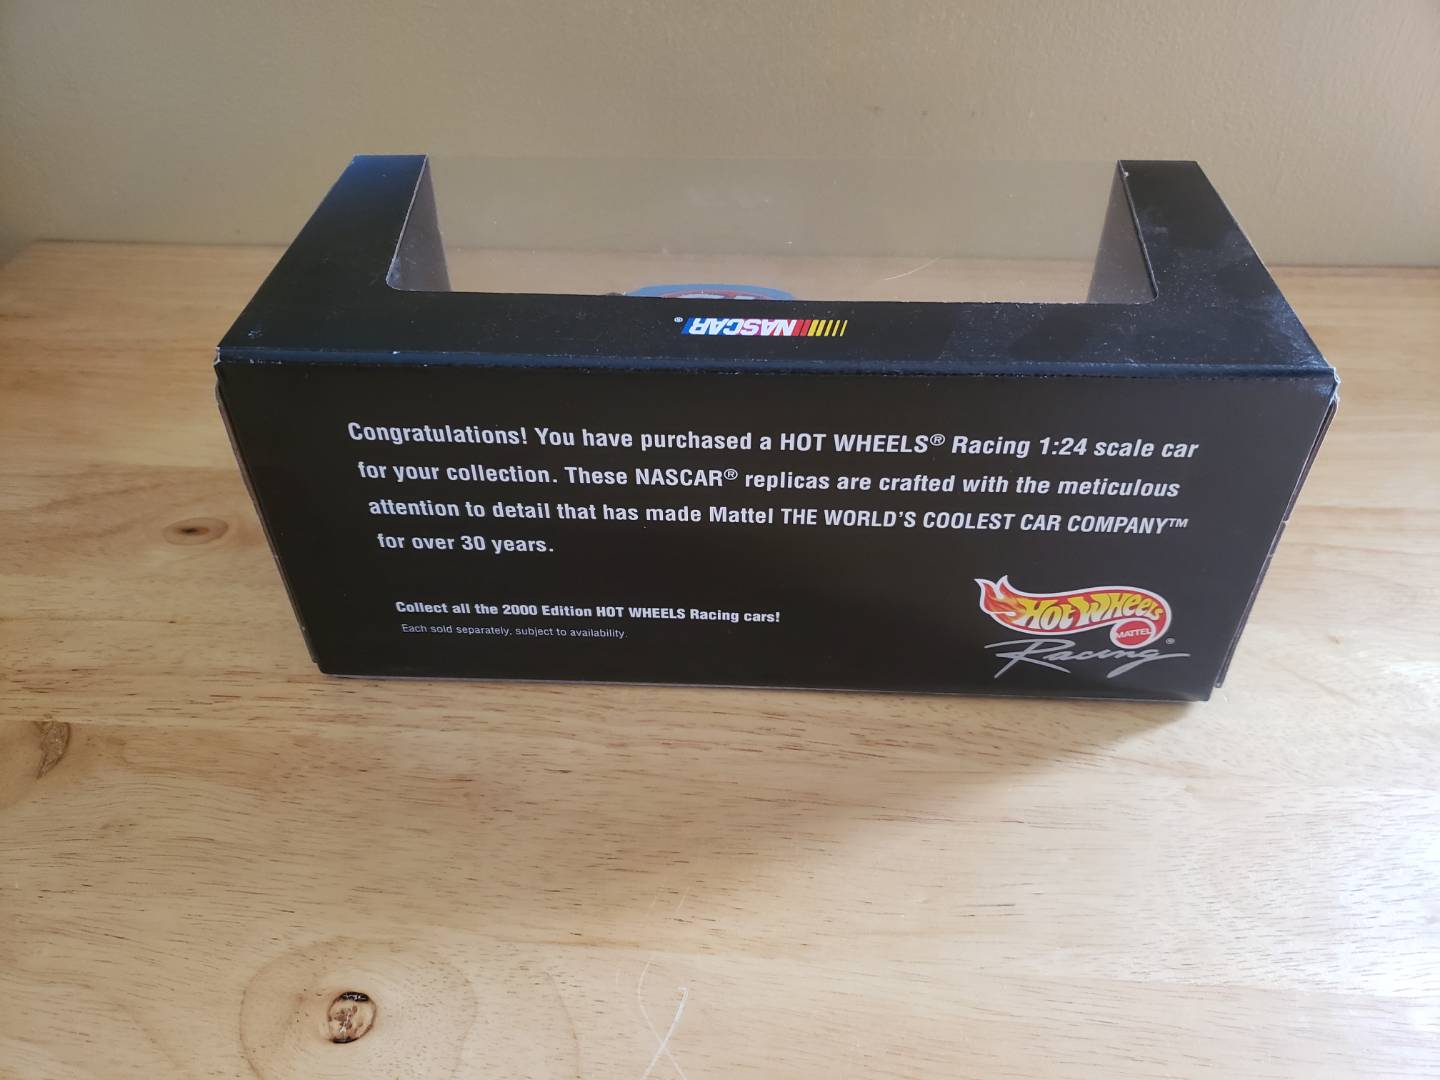 NASCAR®
Congratulations! You have purchased a HOT WHEELS® Racing 1:24 scale car
for your collection. These NASCAR® replicas are crafted with the meticulous
attention to detail that has made Mattel THE WORLD'S COOLEST CAR COMPANY™
for over 30 years.
Collect all the 2000 Edition HOT WHEELS Racing cars!
Each sold separately, subject to availability.
Hot Wheels
MATTEL
Racing®